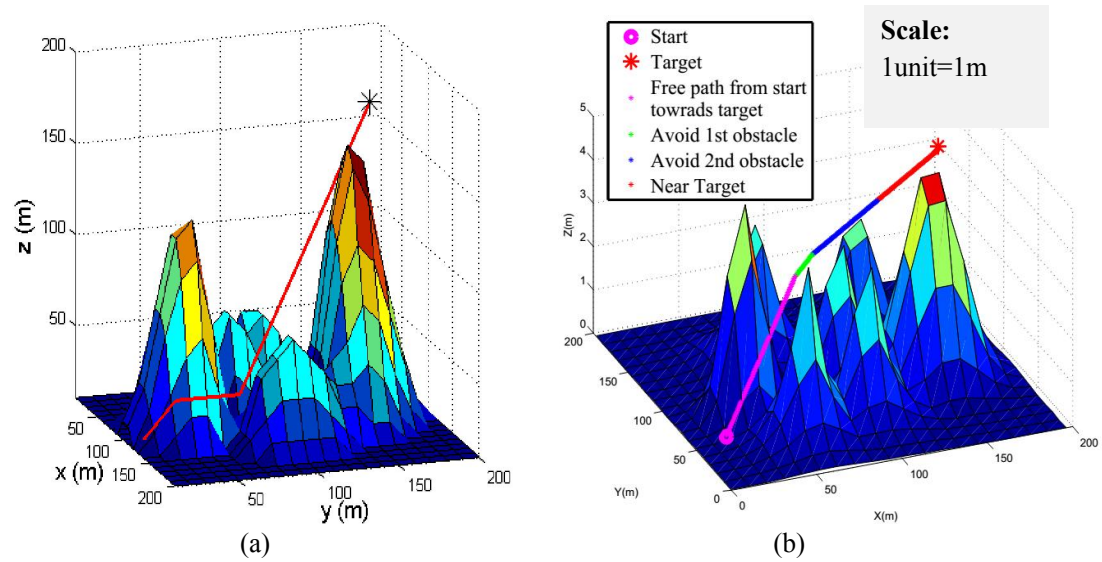 200
150
100
50
z (m)
50
100
150
200
x (m)
50
100
150
200
y (m)
(a)
Start
Target
Free path from start
towrads target
Avoid 1st obstacle
Avoid 2nd obstacle
Near Target
Scale:
1unit=1m
5
4
3
2
1
0
Z(m)
200
150
100
50
0
Y(m)
0
50
100
150
200
X(m)
(b)